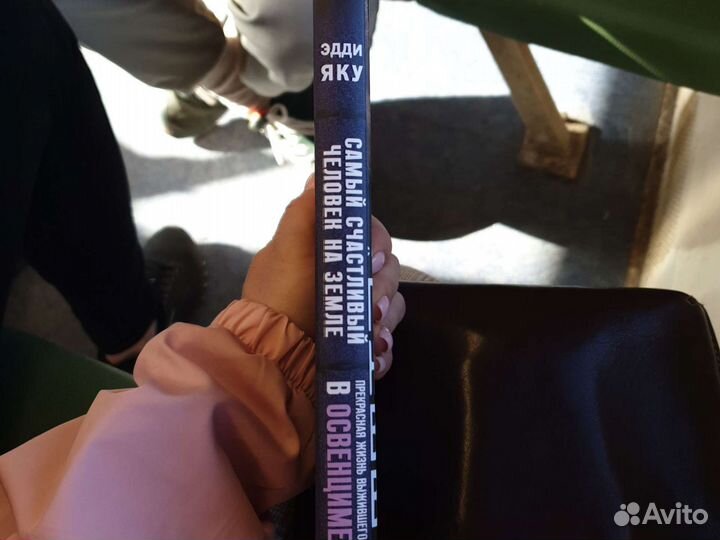 ЭДДИ
ЯКУ
САМЫЙ СЧАСТЛИВЫЙ
ЧЕЛОВЕК НА ЗЕМЛЕ
ПРЕКРАСНАЯ ЖИЗНЬ ВЫЖИВШЕГО
В ОСВЕНЦИМЕ
Avito